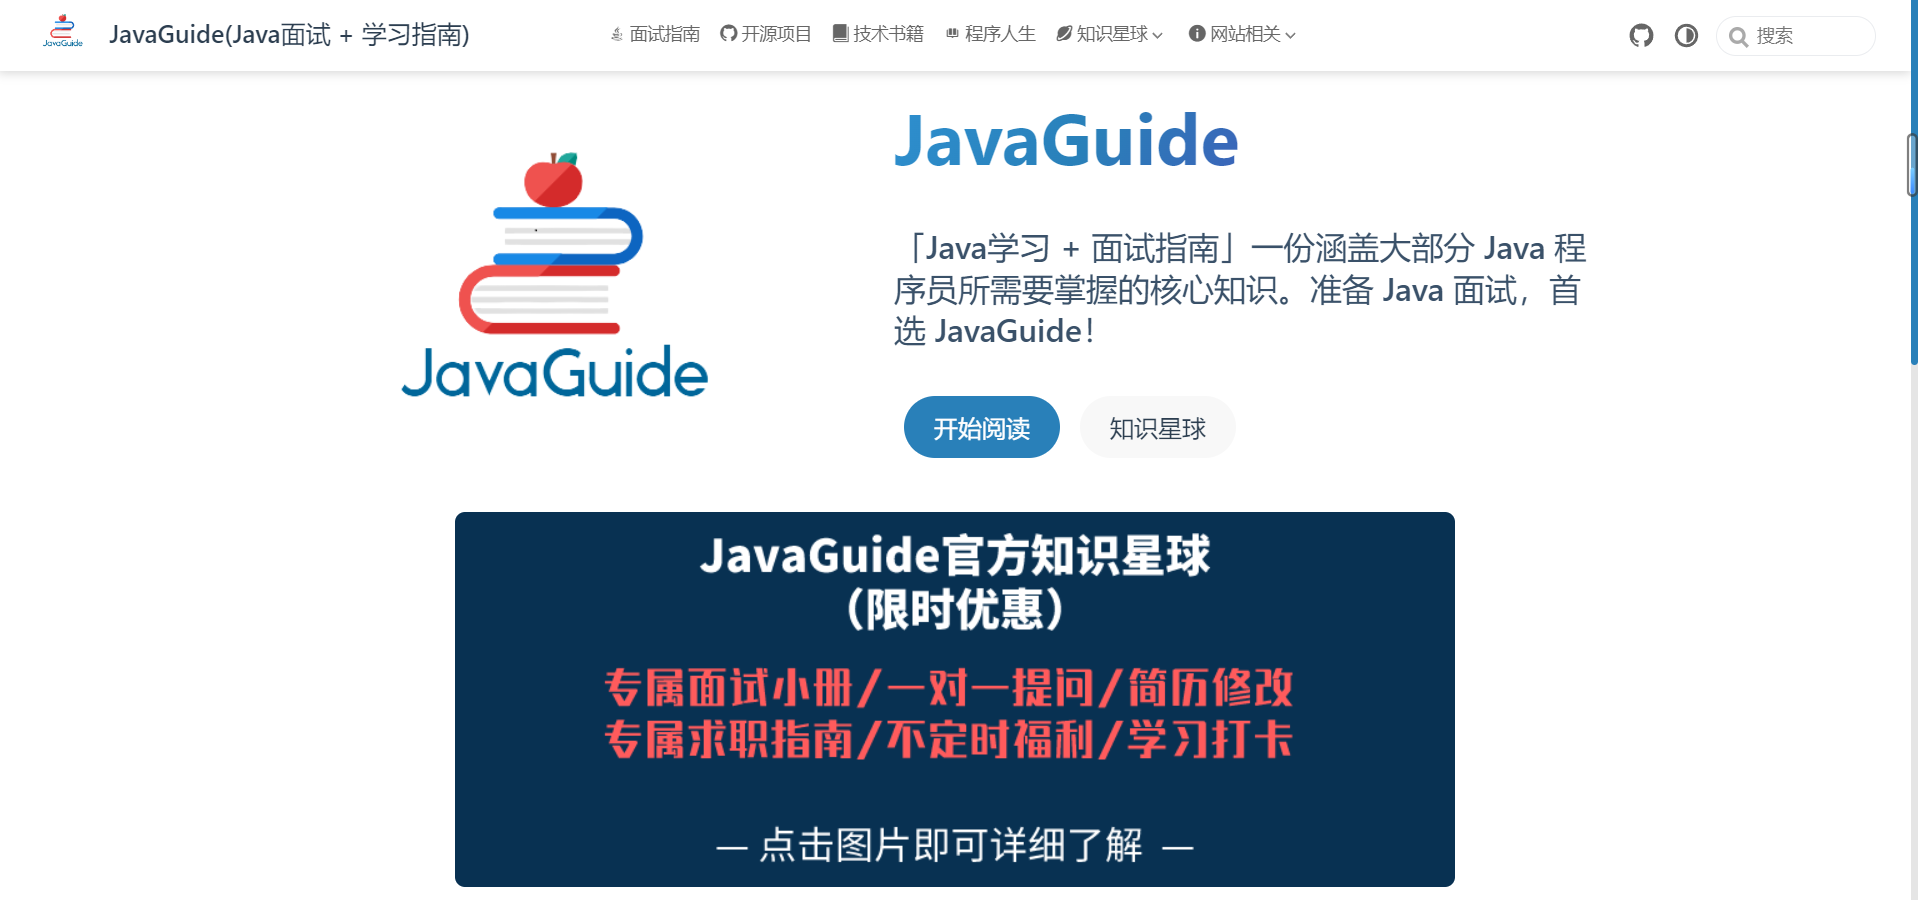 JavaGuide
JavaGuide(Java面试 + 学习指南)
面试指南
开源项目
技术书籍
程序人生
知识星球
网站相关
搜索
JavaGuide
JavaGuide
「Java学习 + 面试指南」一份涵盖大部分 Java 程
序员所需要掌握的核心知识。准备 Java 面试，首
选 JavaGuide！
开始阅读
知识星球
JavaGuide官方知识星球
（限时优惠）
专属面试小册/一对一提问/简历修改
专属求职指南/不定时福利/学习打卡
— 点击图片即可详细了解 —